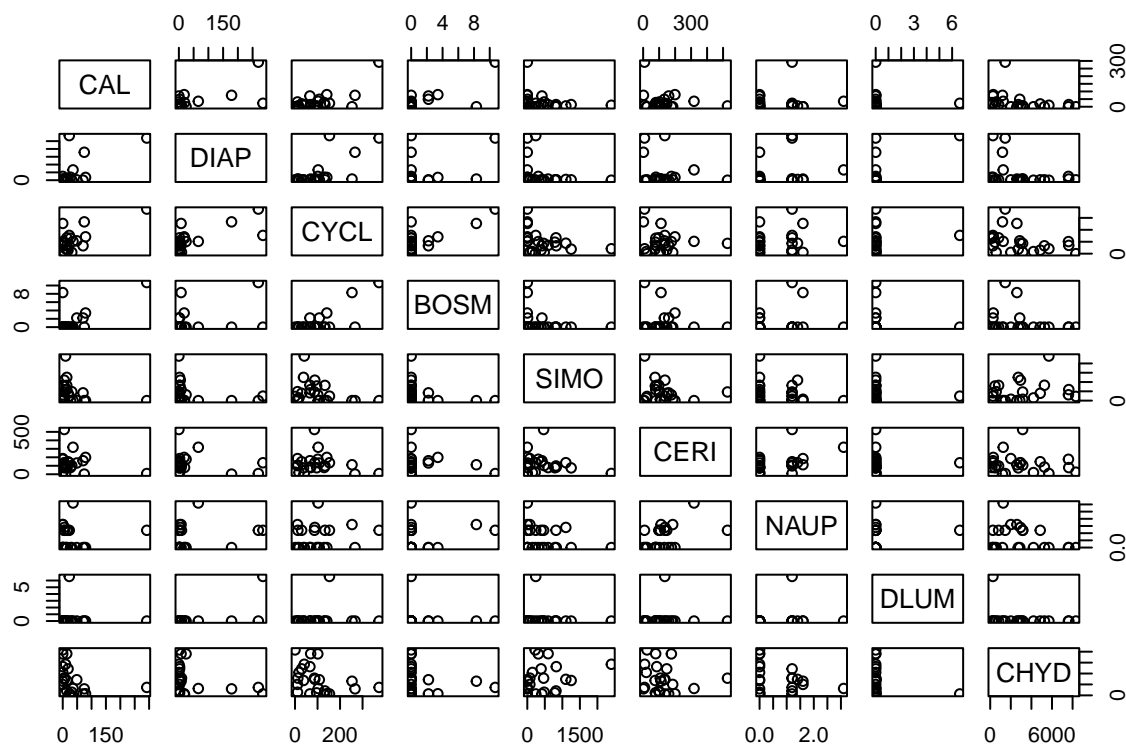 0 150 0 4 8 0 300 0 3 6
CAL 0 300
DIAP 0
CYCL 0
BOSM 0 8
SIMO 0
CERI 0 500
NAUP 0.0
DLUM 0 5
CHYD 0
0 150 0 200 0 1500 0.0 2.0 0 6000